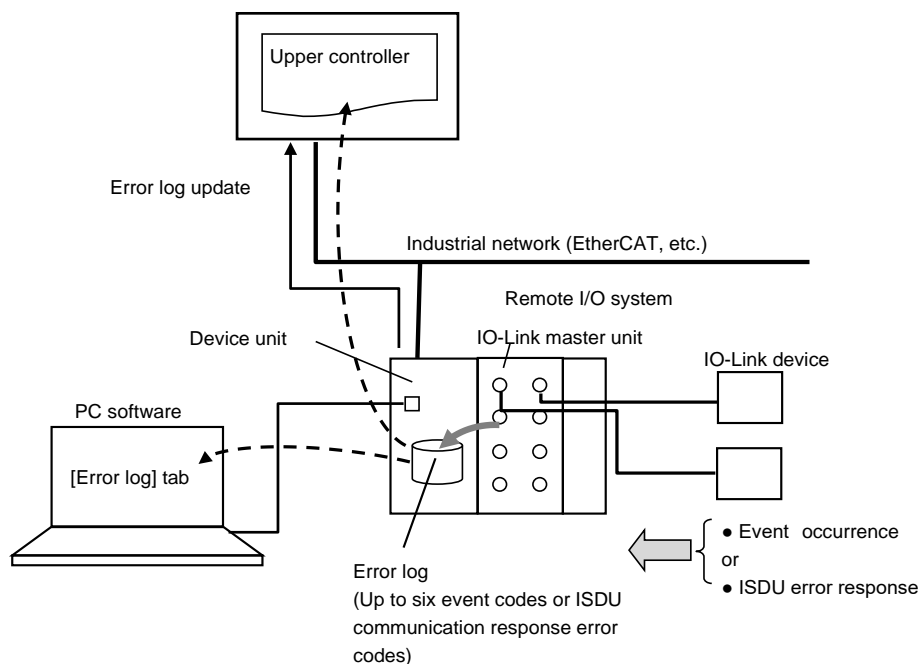 Upper controller
Error log update
Industrial network (EtherCAT, etc.)
Remote I/O system
Device unit
IO-Link master unit
IO-Link device
PC software
[Error log] tab
● Event occurrence
or
● ISDU error response
Error log
(Up to six event codes or ISDU
communication response error
codes)